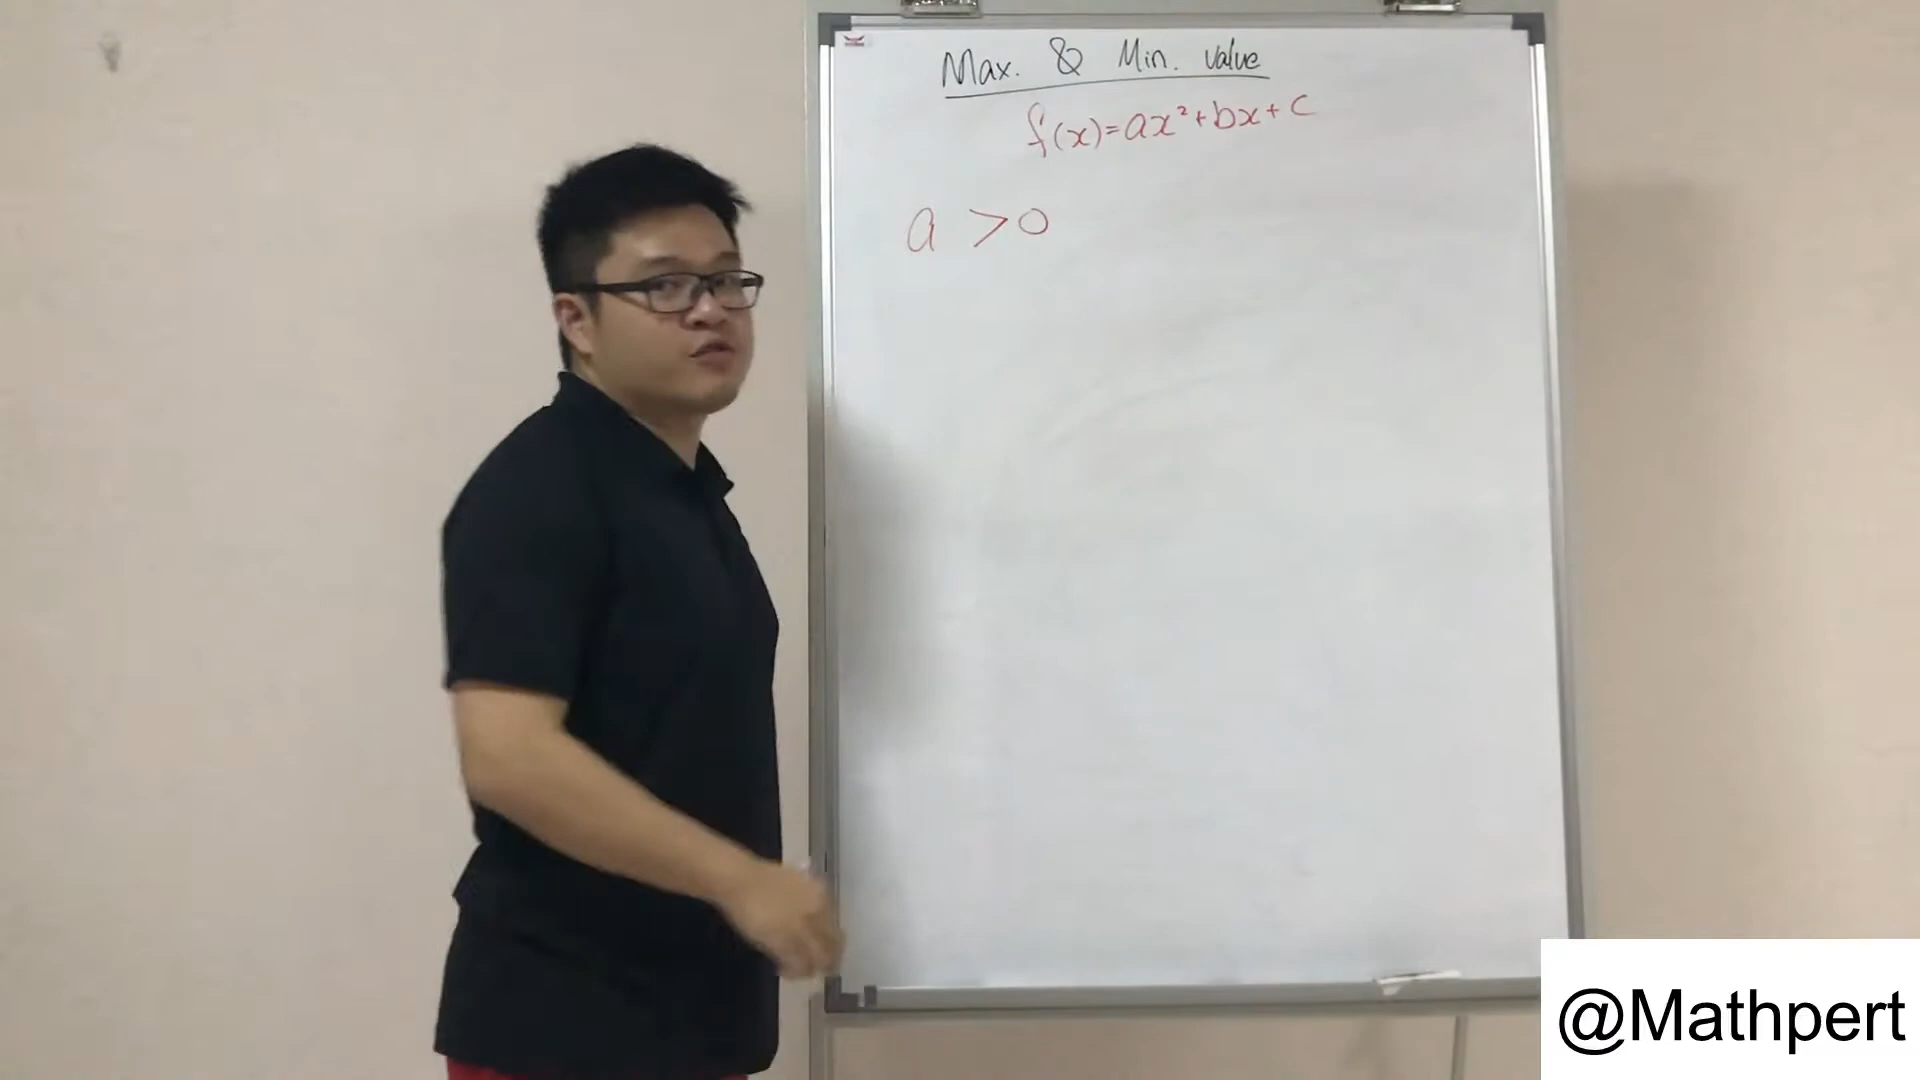 Max. & Min. value
f(x)=ax²+bx+c
a >0
@Mathpert